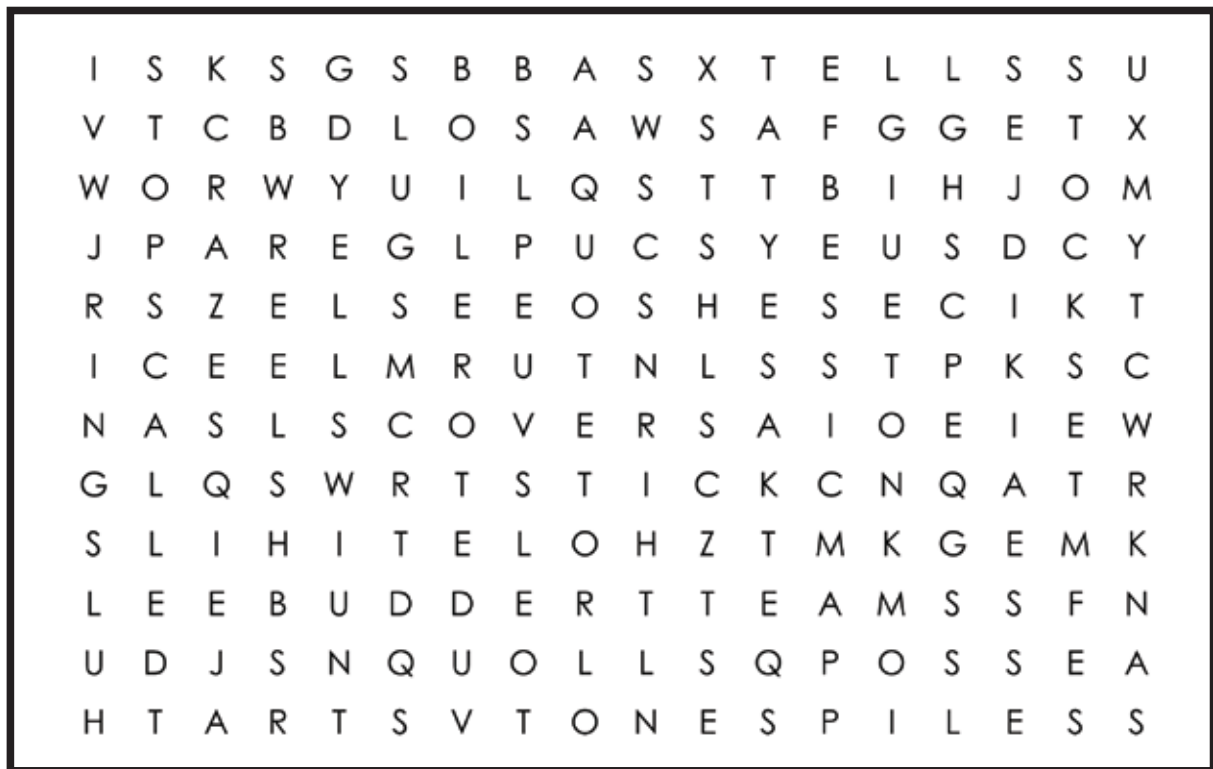 I S K S G S B B A S X T E L L S S U
V T C B D L O S A W S A F G G E T X
W O R W Y U I L Q S T T B I H J O M
J P A R E G L P U C S Y E U S D C Y
R S Z E L S E E O S H E S E C I K T
I C E E L M R U T N L S S T P K S C
N A S L S C O V E R S A I O E I E W
G L Q S W R T S T I C K C N Q A T R
S L I H I T E L O H Z T M K G E M K
L E E B U D D E R T T E A M S S F N
U D J S N Q U O L L S Q P O S S E A
H T A R T S V T O N E S P I L E S S